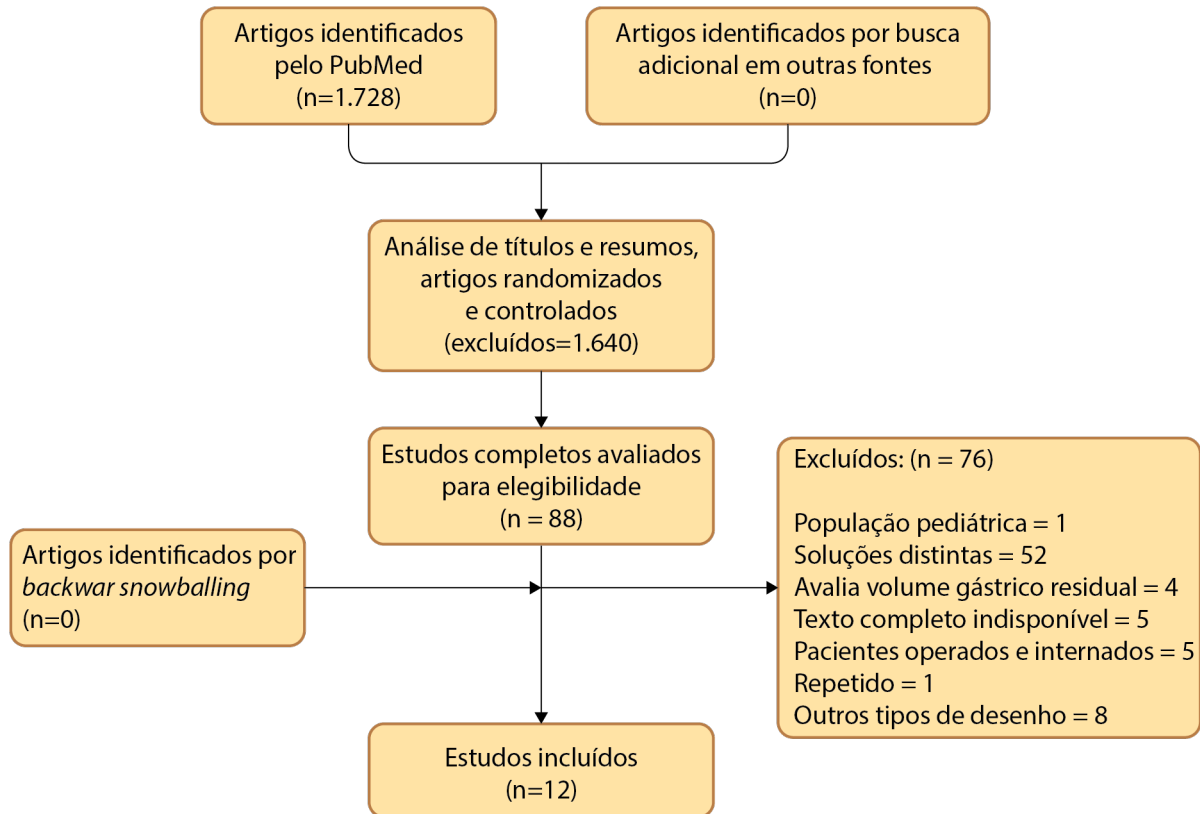 Artigos identificados
pelo PubMed
(n=1.728)
Artigos identificados por busca
adicional em outras fontes
(n=0)
Análise de títulos e resumos,
artigos randomizados
e controlados
(excluídos=1.640)
Estudos completos avaliados
para elegibilidade
(n = 88)
Artigos identificados por
backwar snowballing
(n=0)
Excluídos: (n = 76)
População pediátrica = 1
Soluções distintas = 52
Avalia volume gástrico residual = 4
Texto completo indisponível = 5
Pacientes operados e internados = 5
Repetido = 1
Outros tipos de desenho = 8
Estudos incluídos
(n=12)